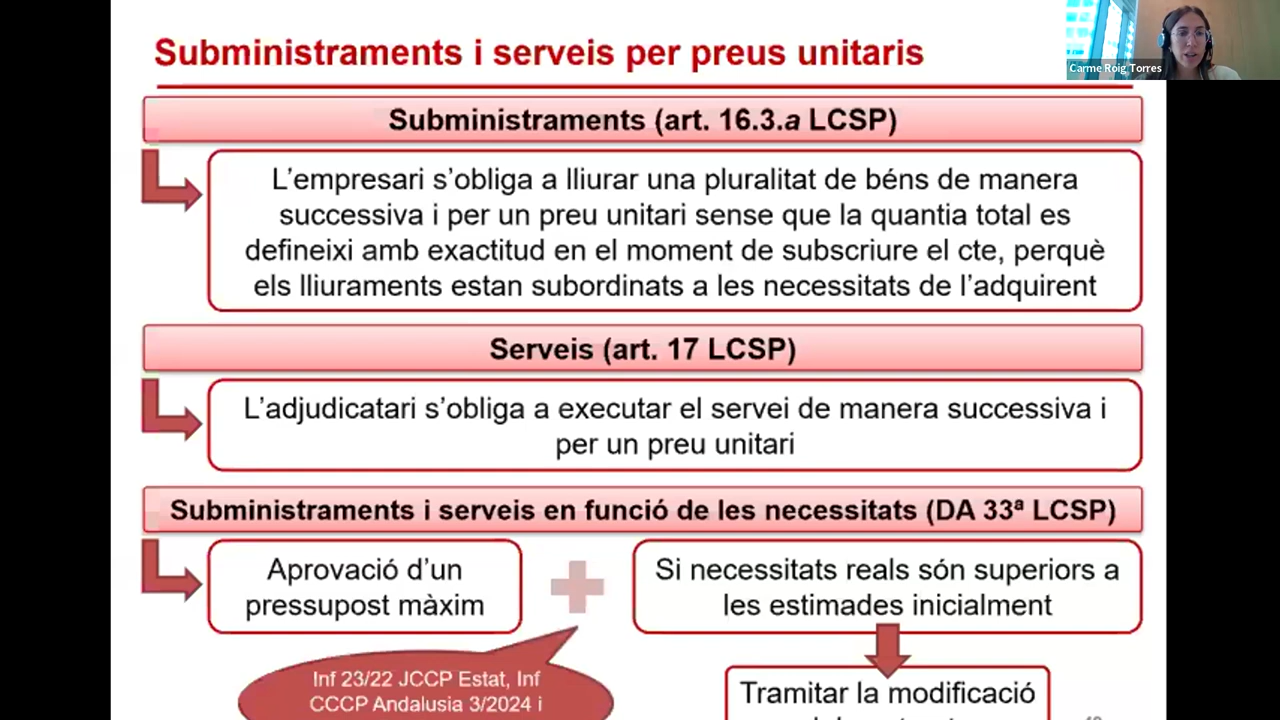 Subministraments i serveis per preus unitaris
Carme Roig Torres
Subministraments (art. 16.3.a LCSP)
L'empresari s'obliga a lliurar una pluralitat de béns de manera
successiva i per un preu unitari sense que la quantia total es
defineixi amb exactitud en el moment de subscriure el cte, perquè
els lliuraments estan subordinats a les necessitats de l'adquirent
Serveis (art. 17 LCSP)
L'adjudicatari s'obliga a executar el servei de manera successiva i
per un preu unitari
Subministraments i serveis en funció de les necessitats (DA 33ª LCSP)
Aprovació d'un
pressupost màxim
Si necessitats reals són superiors a
les estimades inicialment
Inf 23/22 JCCP Estat, Inf
CCCP Andalusia 3/2024 i
Tramitar la modificació